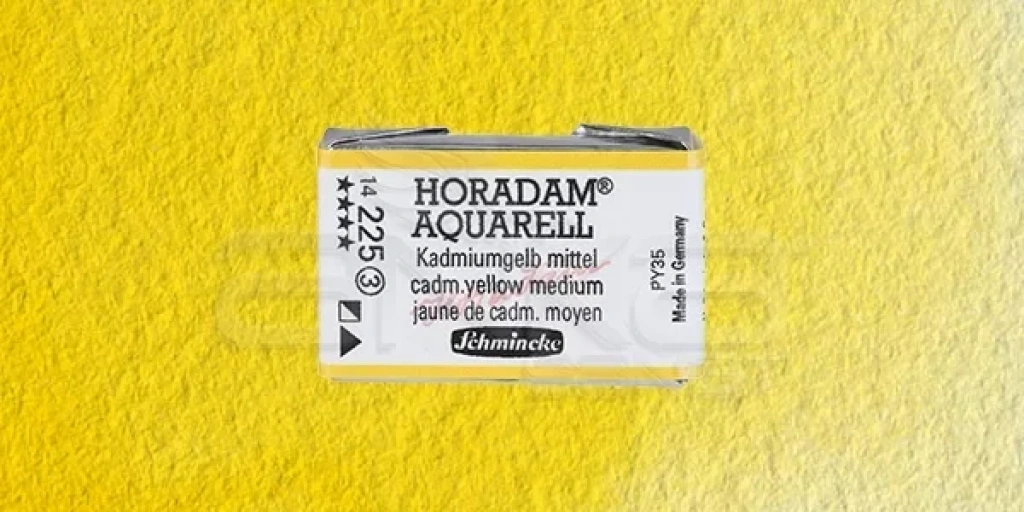 14 225 ③
★★★★
HORADAM®
AQUARELL
Kadmiumgelb mittel
cadm.yellow medium
jaune de cadm. moyen
Schmincke
PY35
Made in Germany